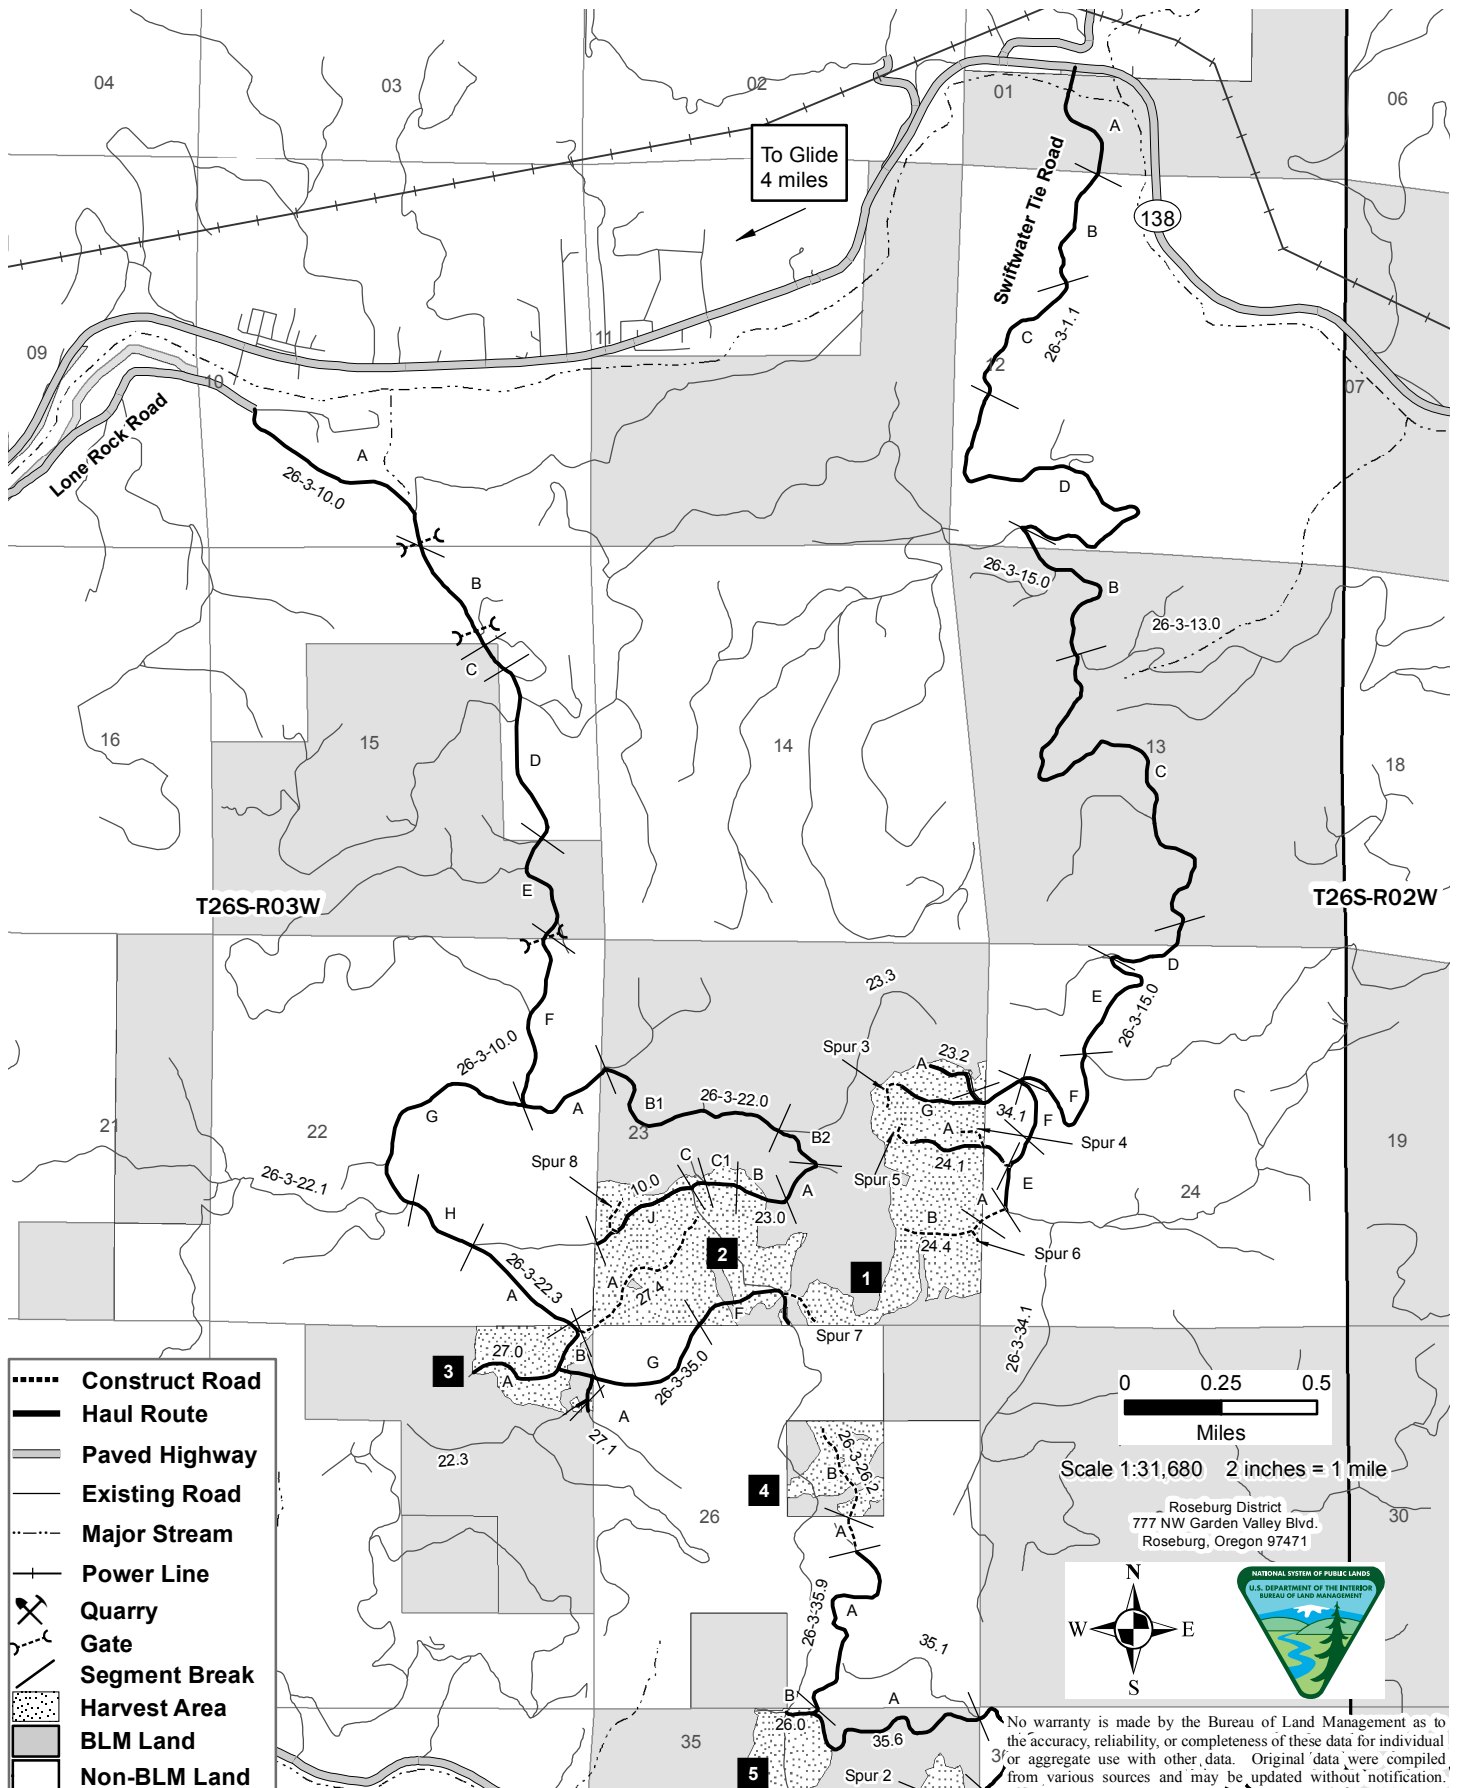 04
03
02
01
06
To Glide
4 miles
A
Swiftwater Tie Road
138
B
09
10
11
C
26-3-1.1
12
07
Lone Rock Road
A
26-3-10.0
D
B
26-3-15.0
B
26-3-13.0
C
16
15
14
13
18
D
C
E
T26S-R03W
T26S-R02W
D
23.3
E
26-3-15.0
F
26-3-10.0
Spur 3
A
23.2
G
A
B1
26-3-22.0
G
34.1
F
F
21
22
23
B2
A
Spur 4
19
Spur 8
C
C1
24.1
26-3-22.1
10.0
B
A
Spur 5
E
24
H
J
23.0
A
B
24.4
Spur 6
2
1
26-3-22.3
A
A
27.4
F
Spur 7
26-3-34.1
3
27.0
B
G
26-3-35.0
A
A
27.1
22.3
0 0.25 0.5
Miles
Scale 1:31,680 2 inches = 1 mile
4
26-3-26.2
B
A
26
30
Roseburg District
777 NW Garden Valley Blvd.
Roseburg, Oregon 97471
26-3-35.9
A
35.1
N
W E
S
NATIONAL SYSTEM OF PUBLIC LANDS
U.S. DEPARTMENT OF THE INTERIOR
BUREAU OF LAND MANAGEMENT
B
26.0
A
35.6
35
5
Spur 2
Construct Road
Haul Route
Paved Highway
Existing Road
Major Stream
Power Line
Quarry
Gate
Segment Break
Harvest Area
BLM Land
Non-BLM Land
No warranty is made by the Bureau of Land Management as to
the accuracy, reliability, or completeness of these data for individual
or aggregate use with other data. Original data were compiled
from various sources and may be updated without notification.